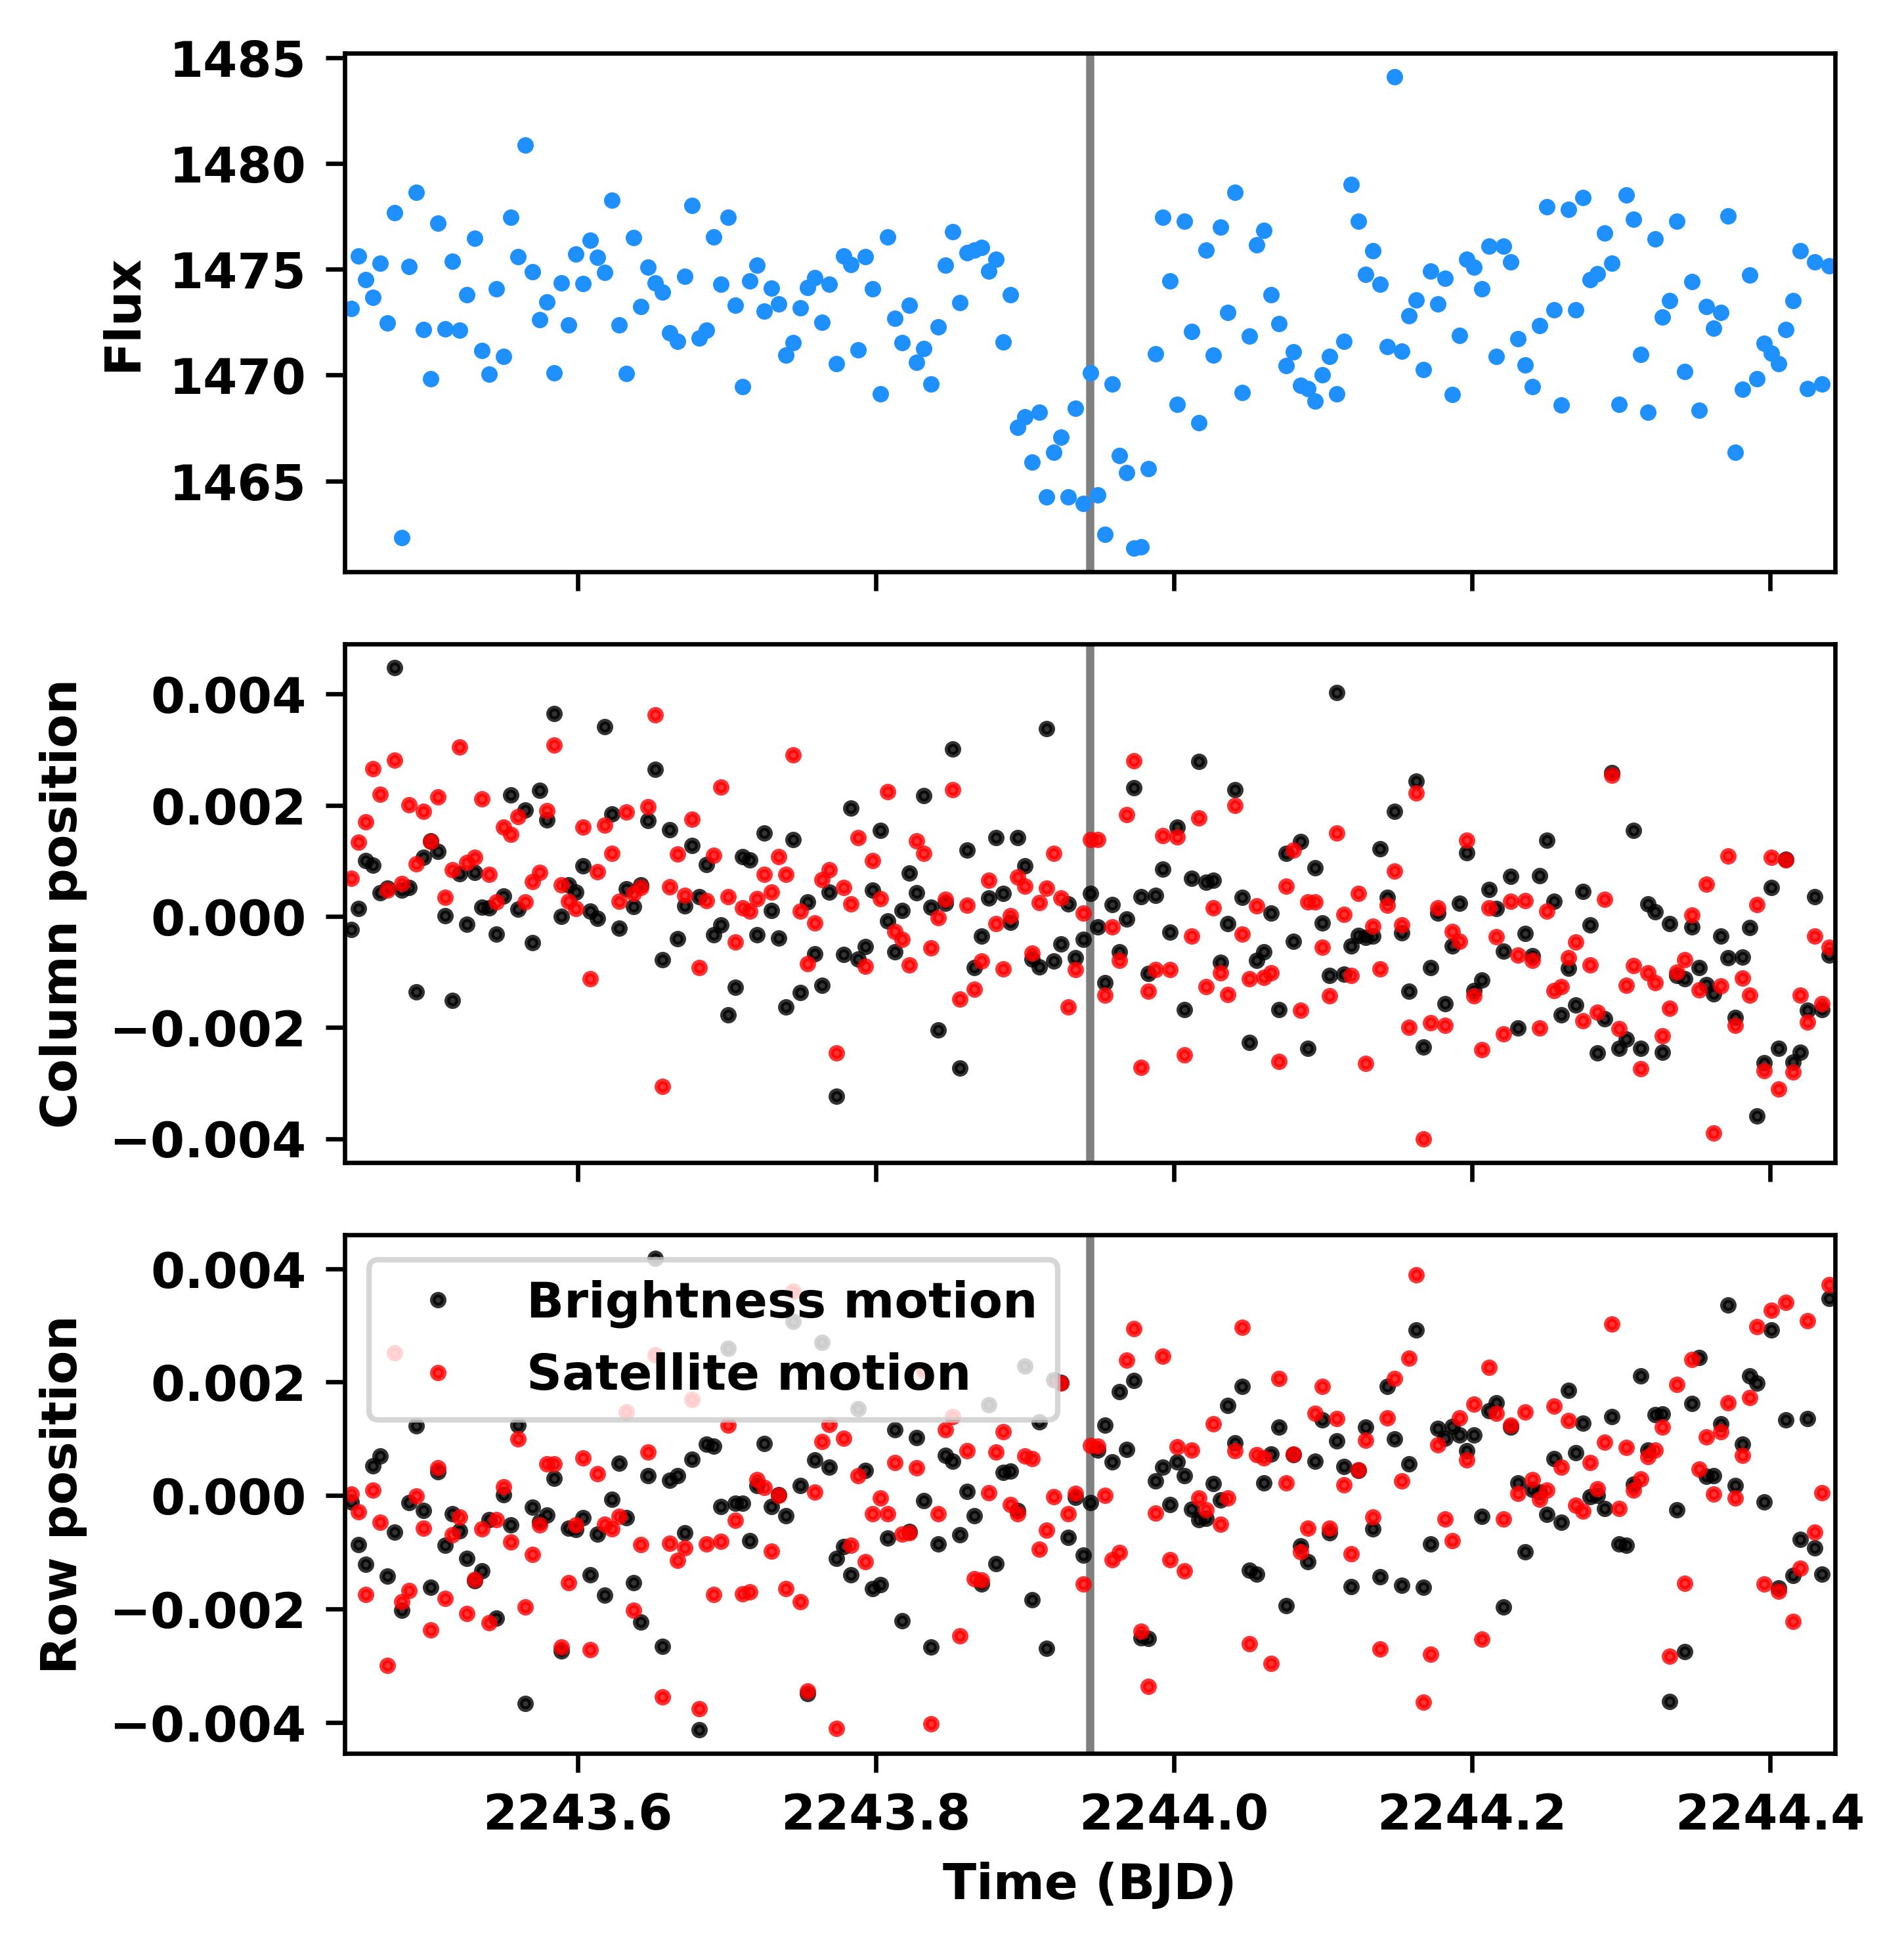 1485
1480
1475
1470
1465
Flux
0.004
0.002
0.000
−0.002
−0.004
Column position
0.004
0.002
0.000
−0.002
−0.004
Row position
Brightness motion
Satellite motion
2243.6 2243.8 2244.0 2244.2 2244.4
Time (BJD)